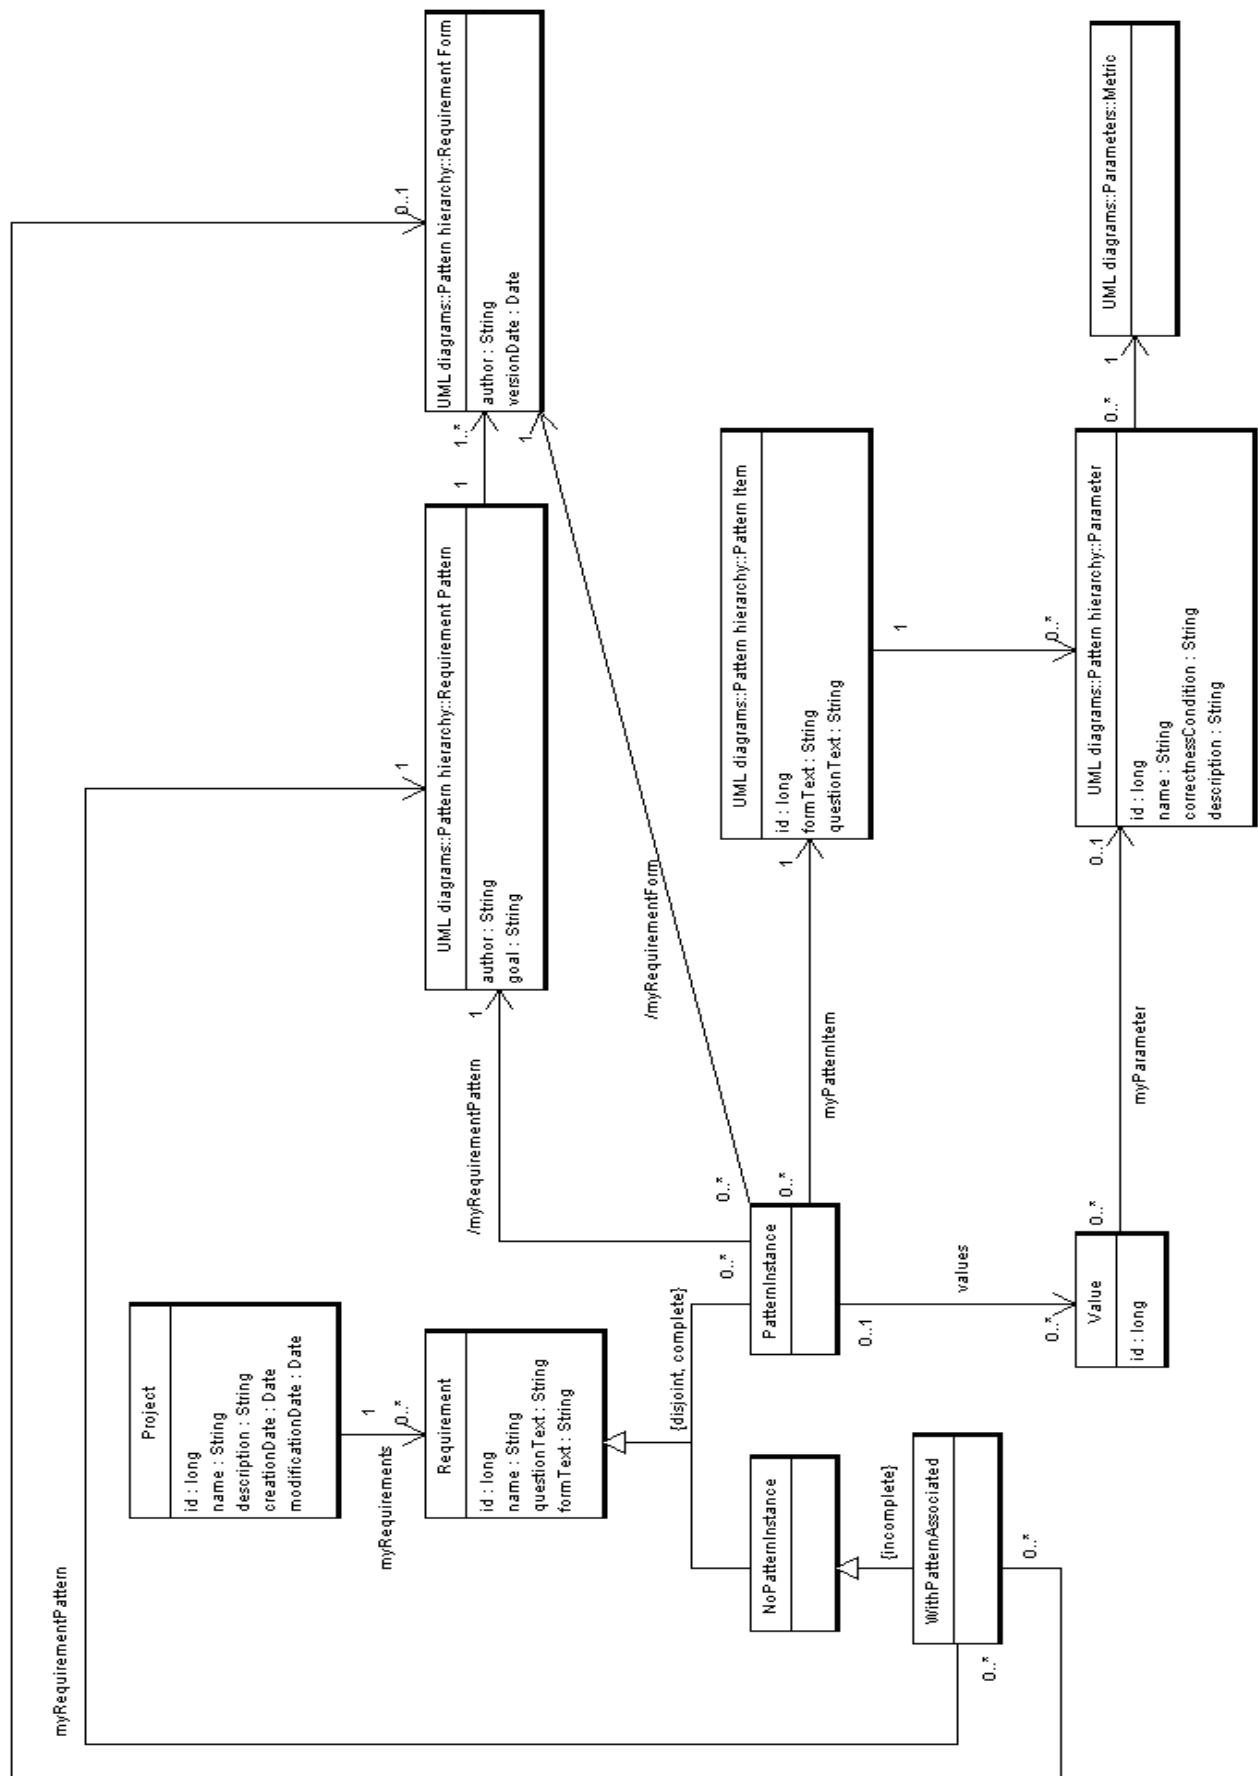 myRequirementPattern
Project
id : long
name : String
description : String
creationDate : Date
modificationDate : Date
myRequirements
1
0..*
Requirement
id : long
name : String
questionText : String
formText : String
{disjoint, complete}
NoPatternInstance
{incomplete}
WithPatternAssociated
0..*
0..*
PatternInstance
0..*
0..*
0..*
0..1
values
0..*
Value
id : long
0..*
myParameter
0..1
/myRequirementPattern
1
1
UML diagrams::Pattern hierarchy::Requirement Pattern
author : String
goal : String
1
1..*
/myRequirementForm
1
0..1
UML diagrams::Pattern hierarchy::Requirement Form
author : String
versionDate : Date
myPatternItem
1
UML diagrams::Pattern hierarchy::Pattern Item
id : long
formText : String
questionText : String
1
0..*
UML diagrams::Pattern hierarchy::Parameter
id : long
name : String
correctnessCondition : String
description : String
0..*
1
UML diagrams::Parameters::Metric